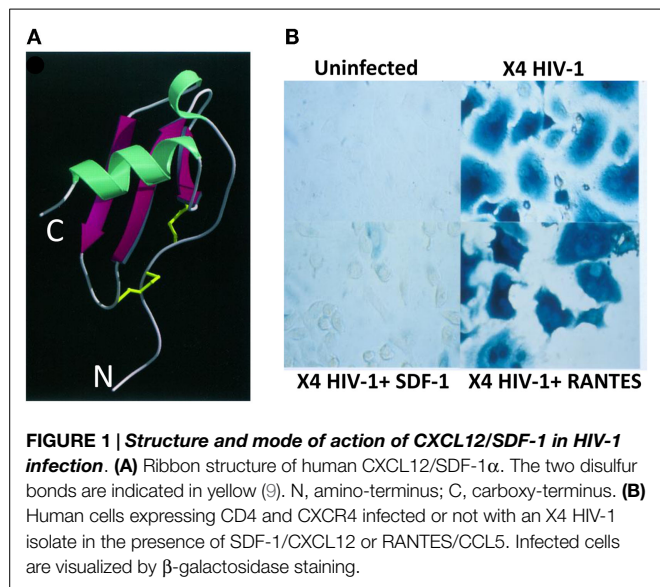 A
B
Uninfected
X4 HIV-1
C
N
X4 HIV-1+ SDF-1
X4 HIV-1+ RANTES
FIGURE 1 | Structure and mode of action of CXCL12/SDF-1 in HIV-1
infection. (A) Ribbon structure of human CXCL12/SDF-1α. The two disulfur
bonds are indicated in yellow (9). N, amino-terminus; C, carboxy-terminus. (B)
Human cells expressing CD4 and CXCR4 infected or not with an X4 HIV-1
isolate in the presence of SDF-1/CXCL12 or RANTES/CCL5. Infected cells
are visualized by β-galactosidase staining.